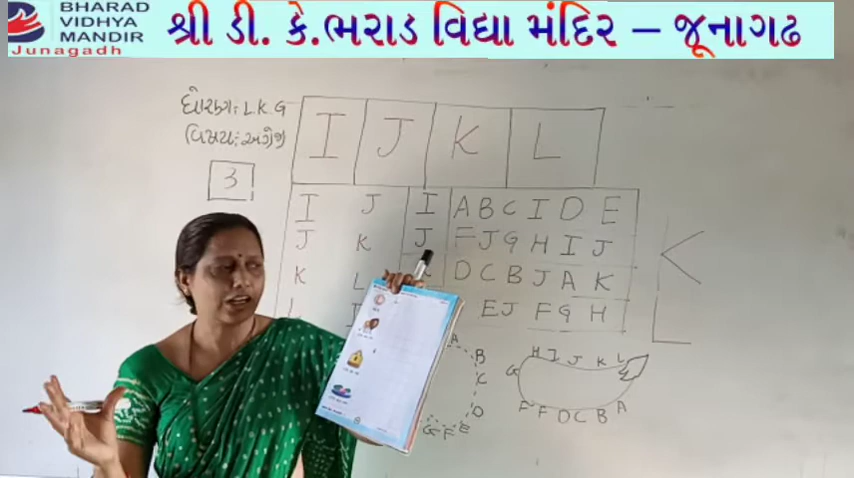 BHARAD
VIDHYA
MANDIR
Junagadh
શ્રી ડી. કે.ભરાડ વિદ્યા મંદિર – જૂનાગઢ
ધોરણ: L.K.G
વિષય: અંગ્રેજી
3
I J K L
I J I A B C I D E
J K J F J G H I J
K L D C B J A K
L I E J F G H
K
L
A
B
C
D
E
F
G
H I J K L
G
F F D C B A